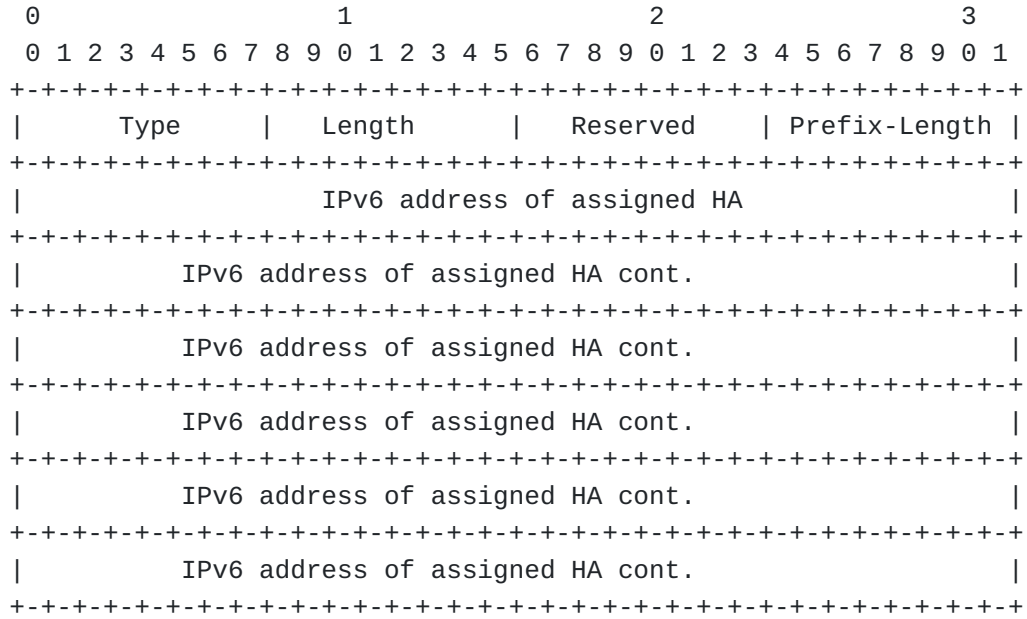 0                   1                   2                   3
 0 1 2 3 4 5 6 7 8 9 0 1 2 3 4 5 6 7 8 9 0 1 2 3 4 5 6 7 8 9 0 1
+-+-+-+-+-+-+-+-+-+-+-+-+-+-+-+-+-+-+-+-+-+-+-+-+-+-+-+-+-+-+-+-+
|      Type     |   Length      |   Reserved    | Prefix-Length |
+-+-+-+-+-+-+-+-+-+-+-+-+-+-+-+-+-+-+-+-+-+-+-+-+-+-+-+-+-+-+-+-+
|                   IPv6 address of assigned HA                 |
+-+-+-+-+-+-+-+-+-+-+-+-+-+-+-+-+-+-+-+-+-+-+-+-+-+-+-+-+-+-+-+-+
|          IPv6 address of assigned HA cont.                    |
+-+-+-+-+-+-+-+-+-+-+-+-+-+-+-+-+-+-+-+-+-+-+-+-+-+-+-+-+-+-+-+-+
|          IPv6 address of assigned HA cont.                    |
+-+-+-+-+-+-+-+-+-+-+-+-+-+-+-+-+-+-+-+-+-+-+-+-+-+-+-+-+-+-+-+-+
|          IPv6 address of assigned HA cont.                    |
+-+-+-+-+-+-+-+-+-+-+-+-+-+-+-+-+-+-+-+-+-+-+-+-+-+-+-+-+-+-+-+-+
|          IPv6 address of assigned HA cont.                    |
+-+-+-+-+-+-+-+-+-+-+-+-+-+-+-+-+-+-+-+-+-+-+-+-+-+-+-+-+-+-+-+-+
|          IPv6 address of assigned HA cont.                    |
+-+-+-+-+-+-+-+-+-+-+-+-+-+-+-+-+-+-+-+-+-+-+-+-+-+-+-+-+-+-+-+-+